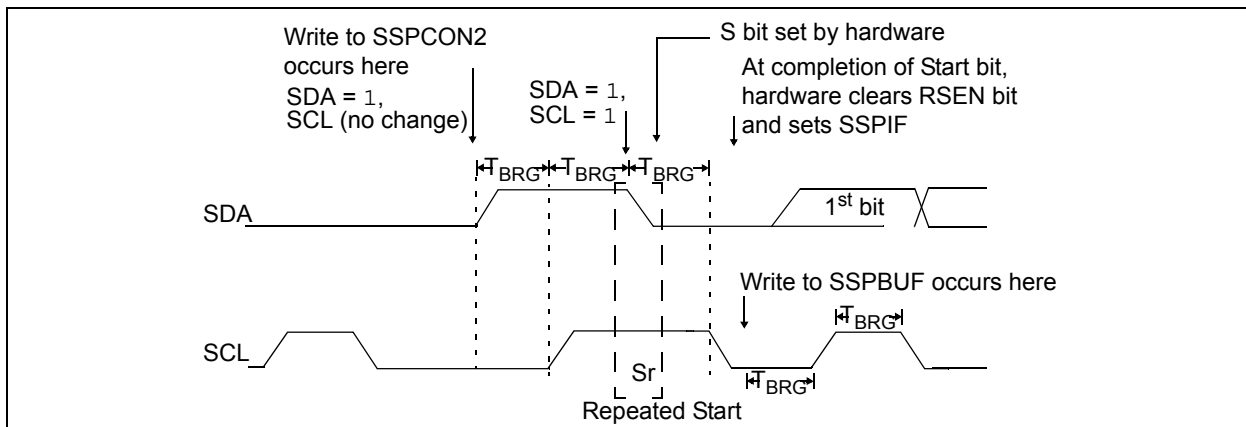 Write to SSPCON2
occurs here
SDA = 1,
SCL (no change)
SDA = 1,
SCL = 1
S bit set by hardware
At completion of Start bit,
hardware clears RSEN bit
and sets SSPIF
TBRG
TBRG
TBRG
SDA
1st bit
Write to SSPBUF occurs here
TBRG
SCL
Sr
TBRG
Repeated Start